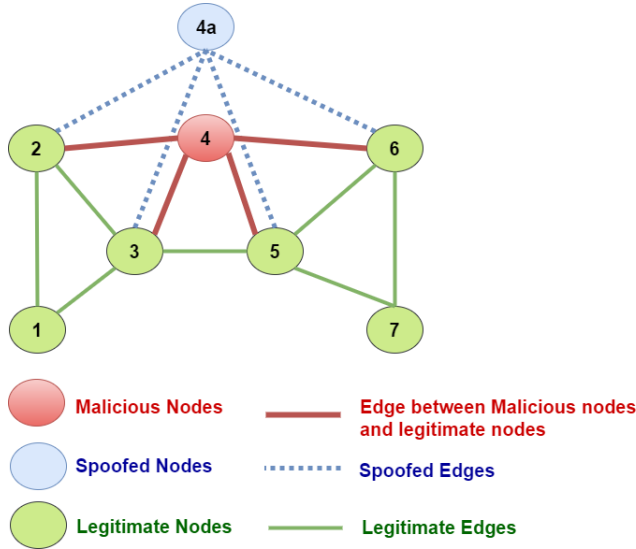 4a
2
4
6
3
5
1
7
Malicious Nodes
Edge between Malicious nodes
and legitimate nodes
Spoofed Nodes
Spoofed Edges
Legitimate Nodes
Legitimate Edges